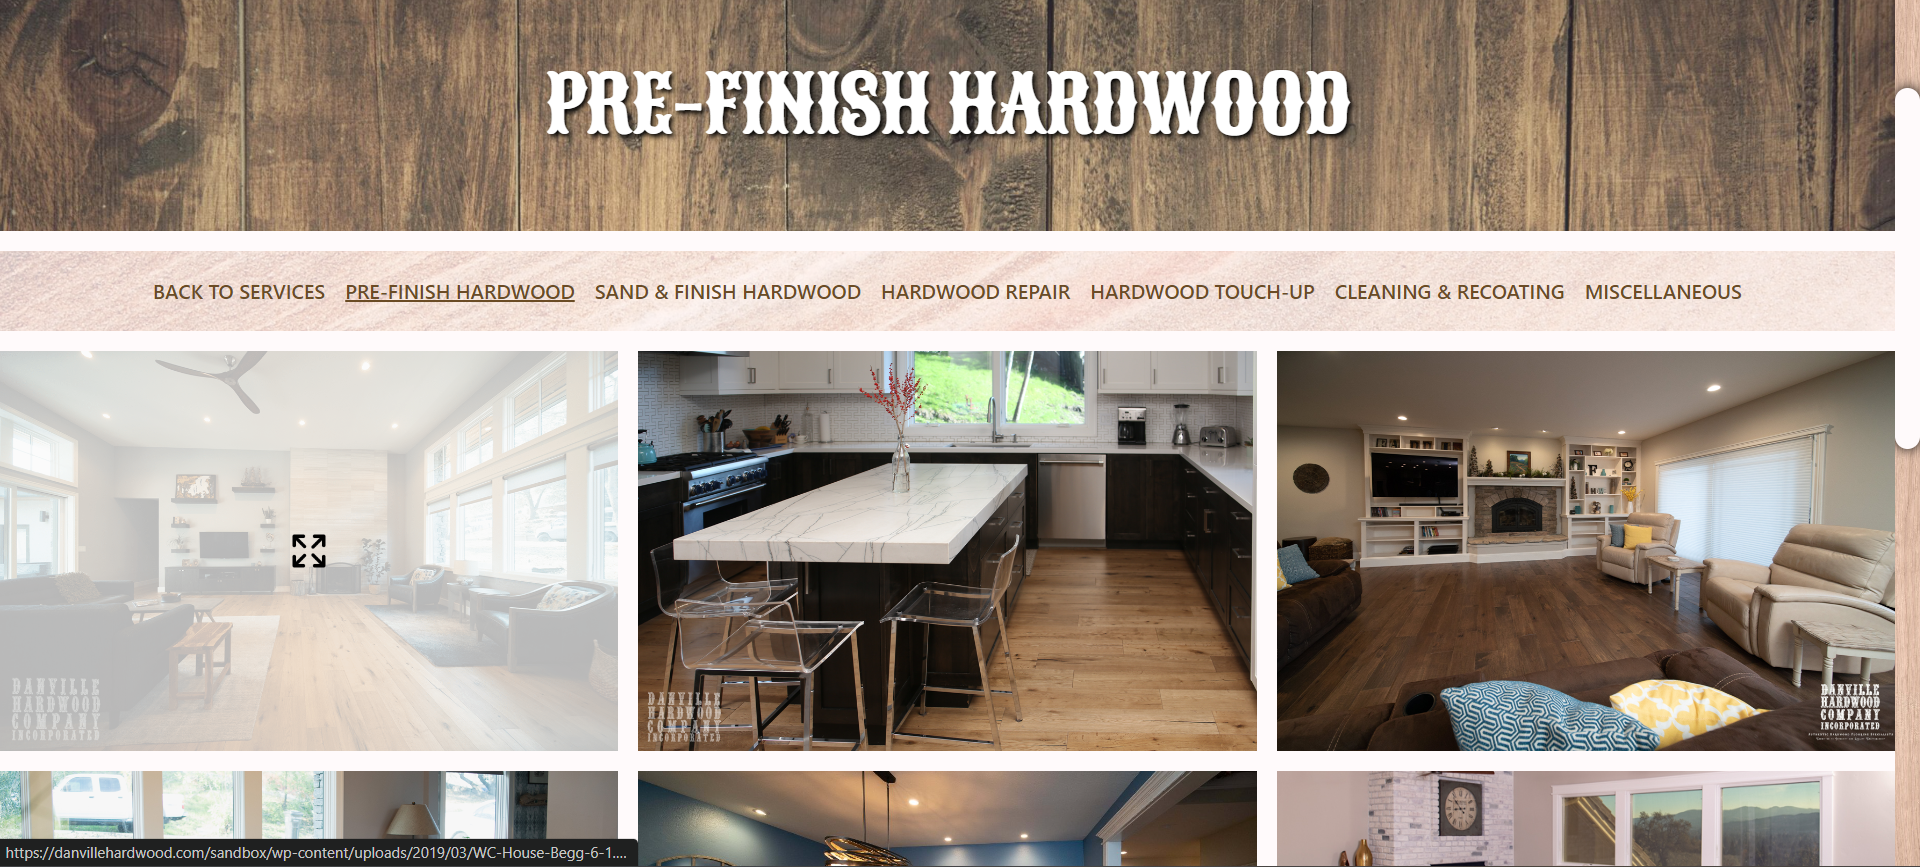 PRE-FINISH HARDWOOD
BACK TO SERVICES PRE-FINISH HARDWOOD SAND & FINISH HARDWOOD HARDWOOD REPAIR HARDWOOD TOUCH-UP CLEANING & RECOATING MISCELLANEOUS
DANVILLE
HARDWOOD
COMPANY
INCORPORATED
DANVILLE
HARDWOOD
COMPANY
INCORPORATED
F
DANVILLE
HARDWOOD
COMPANY
INCORPORATED
https://danvillehardwood.com/sandbox/wp-content/uploads/2019/03/WC-House-Begg-6-1....